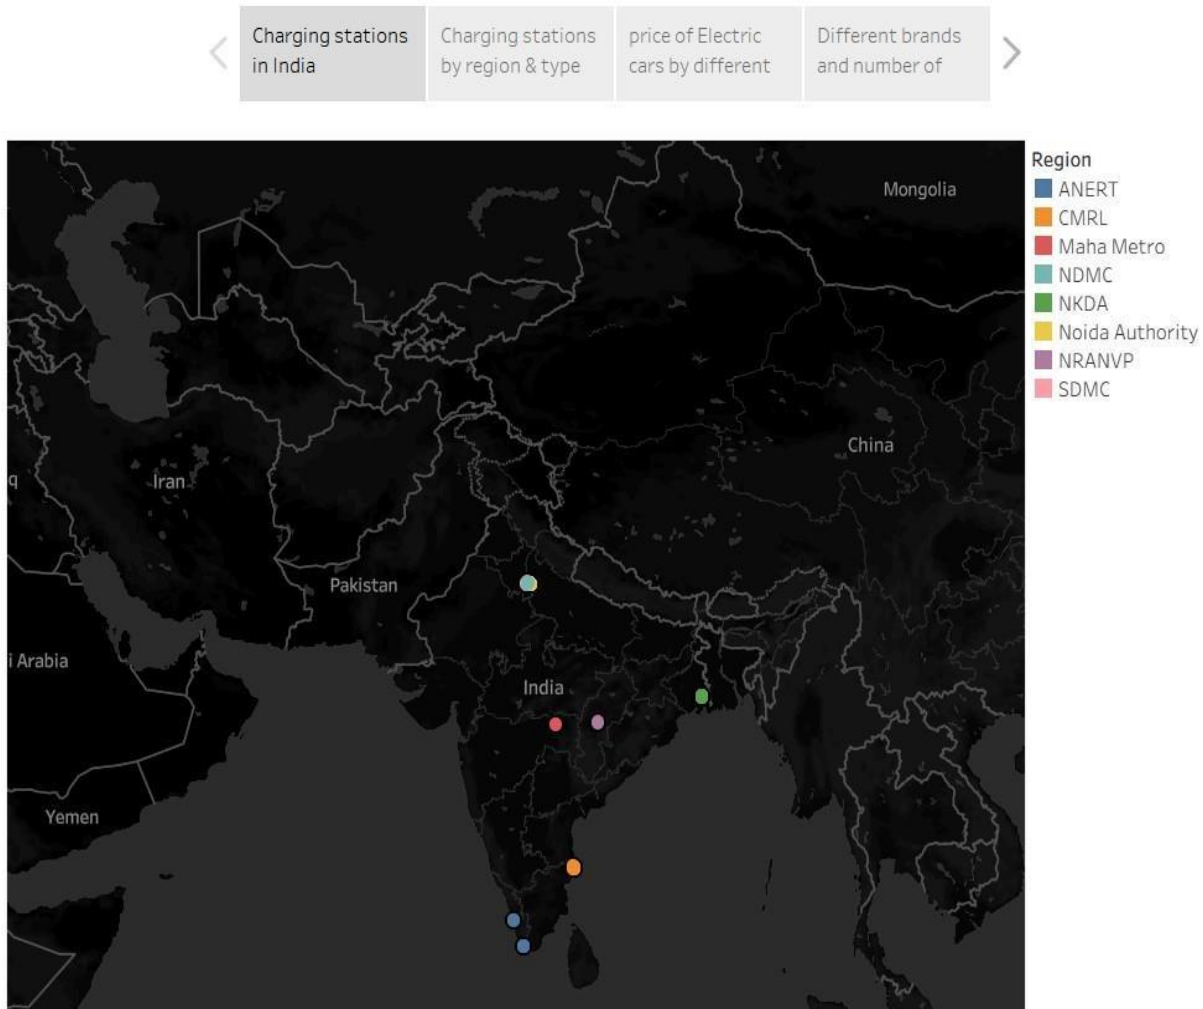 Charging stations
in India
Charging stations
by region & type
price of Electric
cars by different
Different brands
and number of
Region
ANERT
CMRL
Maha Metro
NDMC
NKDA
Noida Authority
NRANVP
SDMC
Mongolia
China
Iran
q
Pakistan
i Arabia
India
Yemen